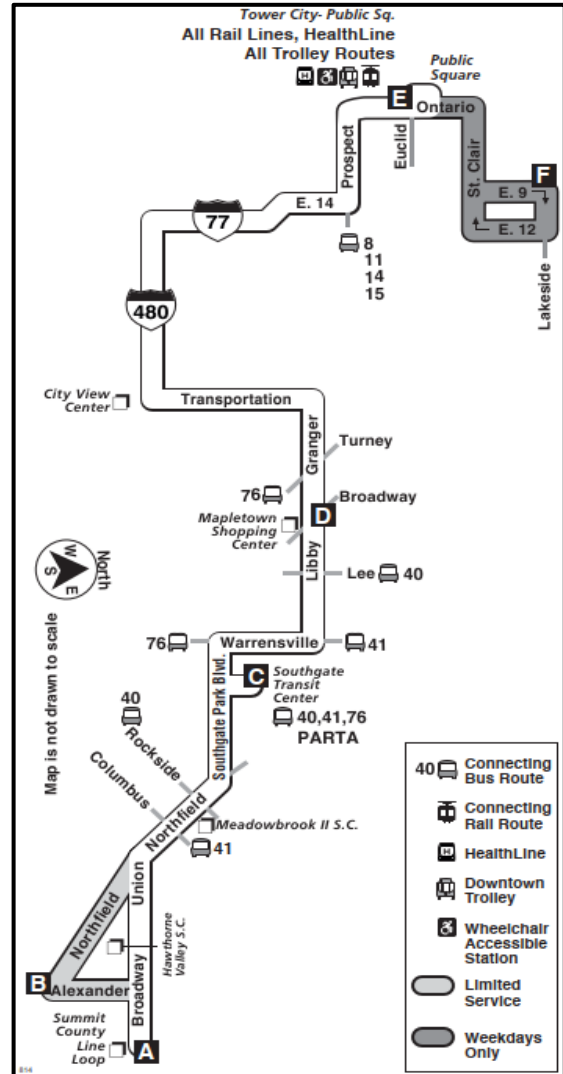 Tower City- Public Sq.
All Rail Lines, HealthLine
All Trolley Routes
Public
Square
E
Ontario
Euclid
Prospect
St. Clair
F
E. 9
E. 12
Lakeside
E. 14
77
8
11
14
15
480
City View
Center
Transportation
Granger
Turney
76
Broadway
D
Mapletown
Shopping
Center
Libby
Lee
40
North
W
S
E
Map is not drawn to scale
76
Warrensville
41
Southgate Park Blvd.
C
Southgate
Transit
Center
40,41,76
PARTA
40
Rockside
Columbus
Northfield
Meadowbrook II S.C.
41
Union
Northfield
Hawthorne
Valley S.C.
B
Alexander
Broadway
Summit
County
Line
Loop
A
814
40
Connecting
Bus Route
Connecting
Rail Route
H
HealthLine
Downtown
Trolley
Wheelchair
Accessible
Station
Limited
Service
Weekdays
Only